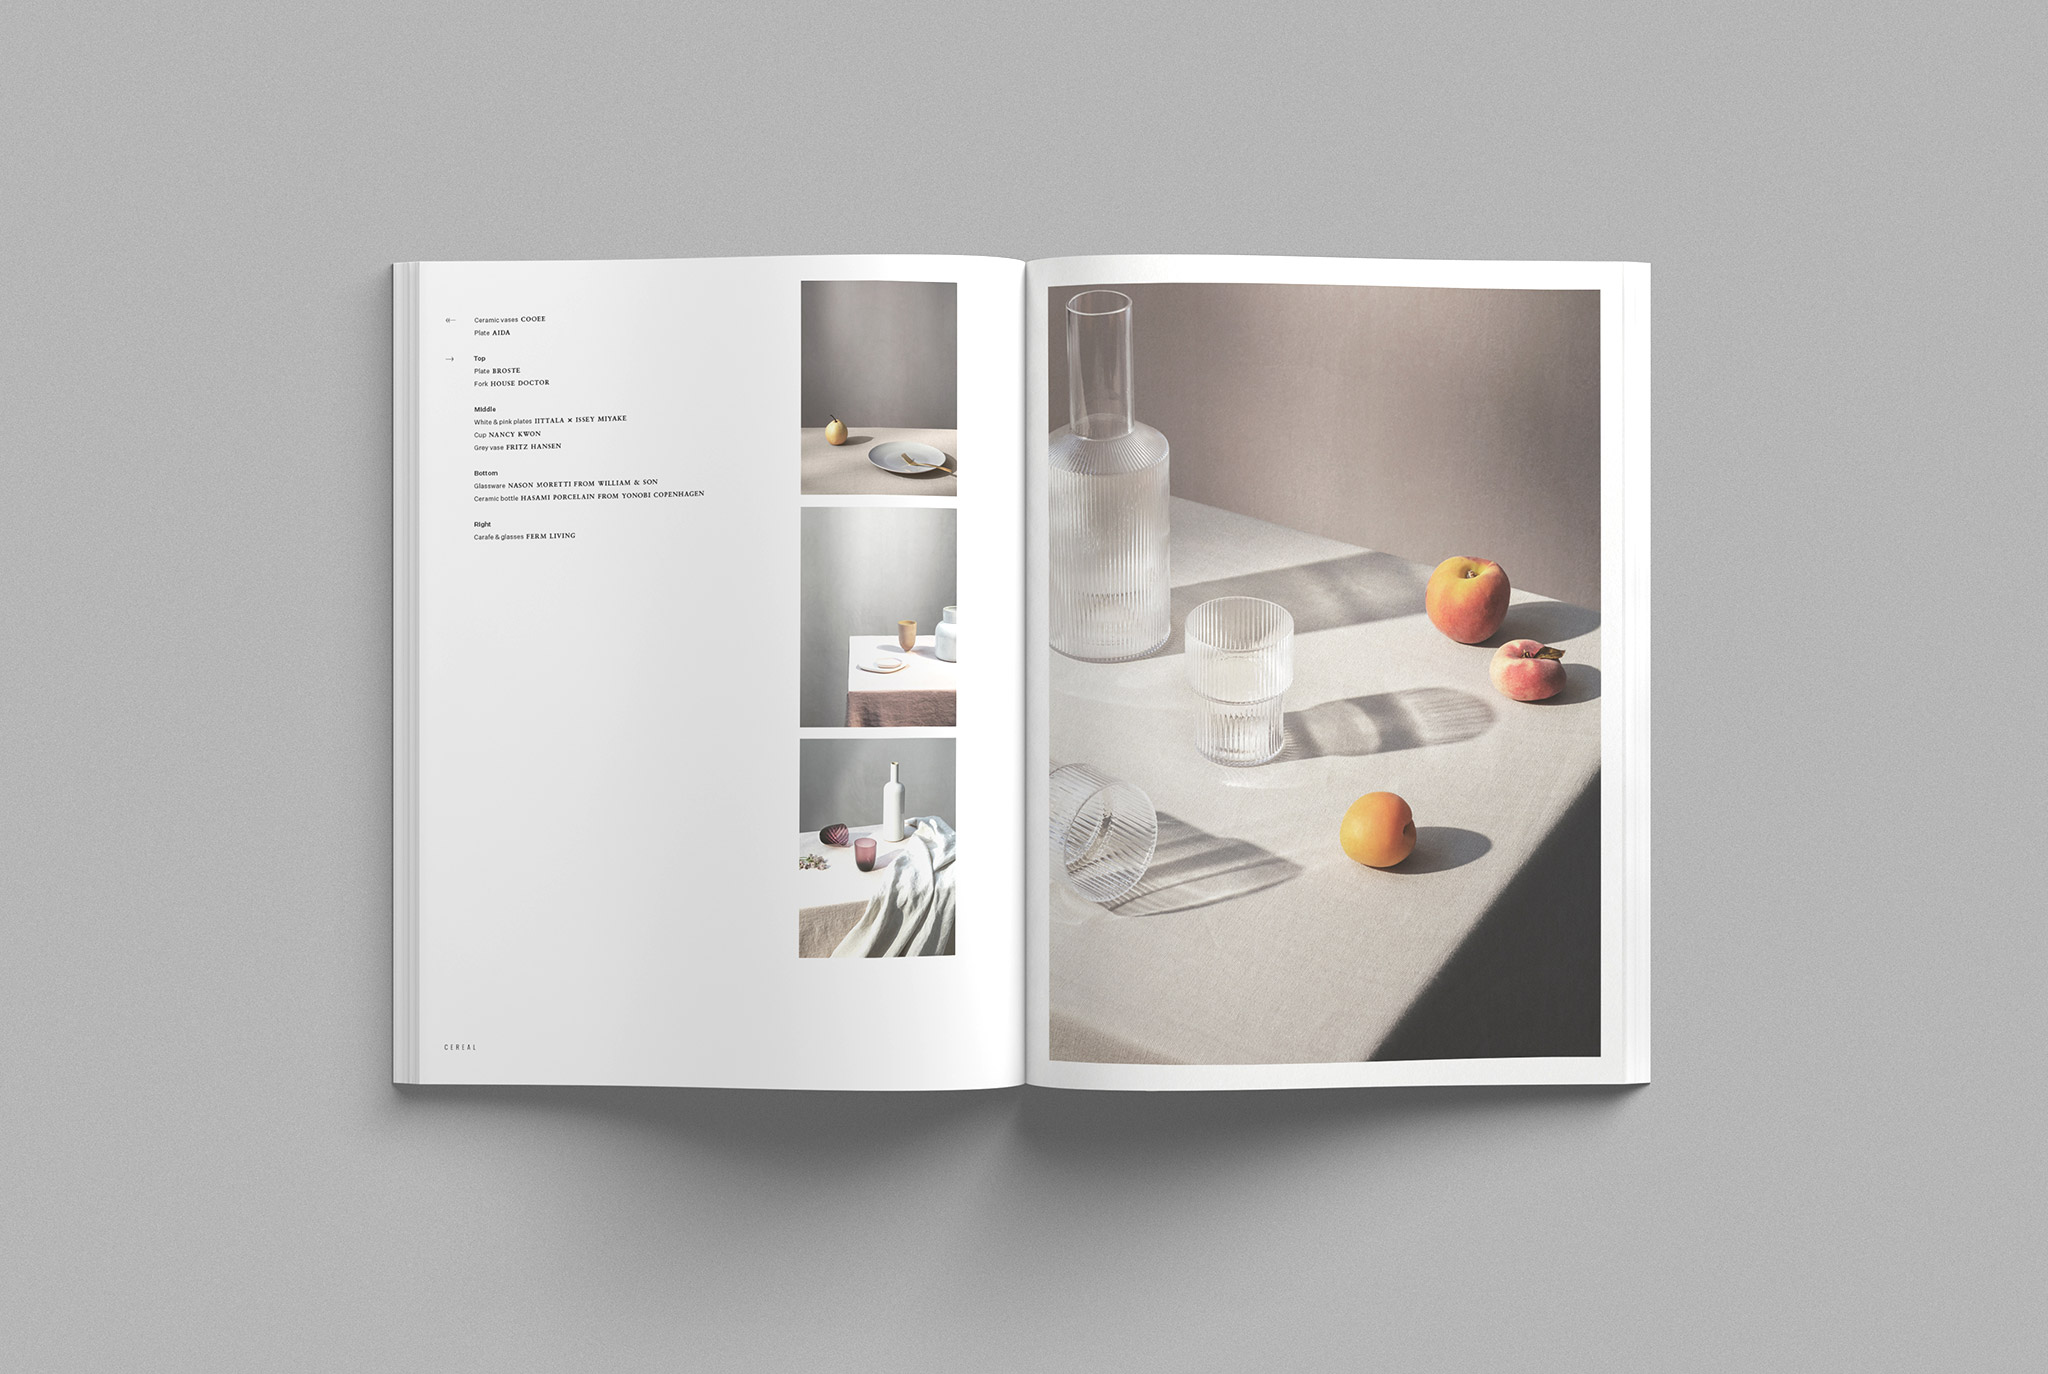 ← Ceramic vases COOEE
Plate AIDA
→ Top
Plate BROSTE
Fork HOUSE DOCTOR
Middle
White & pink plates IITTALA × ISSEY MIYAKE
Cup NANCY KWON
Grey vase FRITZ HANSEN
Bottom
Glassware NASON MORETTI FROM WILLIAM & SON
Ceramic bottle HASAMI PORCELAIN FROM YONOBI COPENHAGEN
Right
Carafe & glasses FERM LIVING
CEREAL